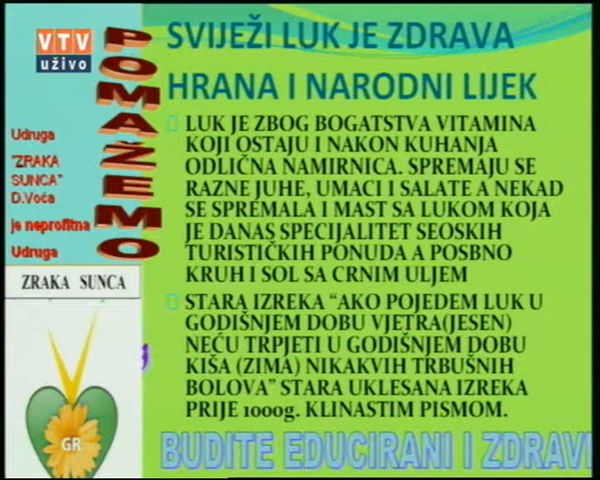 VTV
uživo
POMAŽEMO
Udruga
"ZRAKA
SUNCA"
D.Voća
je neprofitna
Udruga
ZRAKA SUNCA
GR
SVIJEŽI LUK JE ZDRAVA
HRANA I NARODNI LIJEK
LUK JE ZBOG BOGATSTVA VITAMINA
KOJI OSTAJU I NAKON KUHANJA
ODLIČNA NAMIRNICA. SPREMAJU SE
RAZNE JUHE, UMACI I SALATE A NEKAD
SE SPREMALA I MAST SA LUKOM KOJA
JE DANAS SPECIJALITET SEOSKIH
TURISTIČKIH PONUDA A POSBNO
KRUH I SOL SA CRNIM ULJEM
STARA IZREKA "AKO POJEDEM LUK U
GODIŠNJEM DOBU VJETRA(JESEN)
NEĆU TRPJETI U GODIŠNJEM DOBU
KIŠA (ZIMA) NIKAKVIH TRBUŠNIH
BOLOVA" STARA UKLESANA IZREKA
PRIJE 1000g. KLINASTIM PISMOM.
BUDITE EDUCIRANI I ZDRAVI